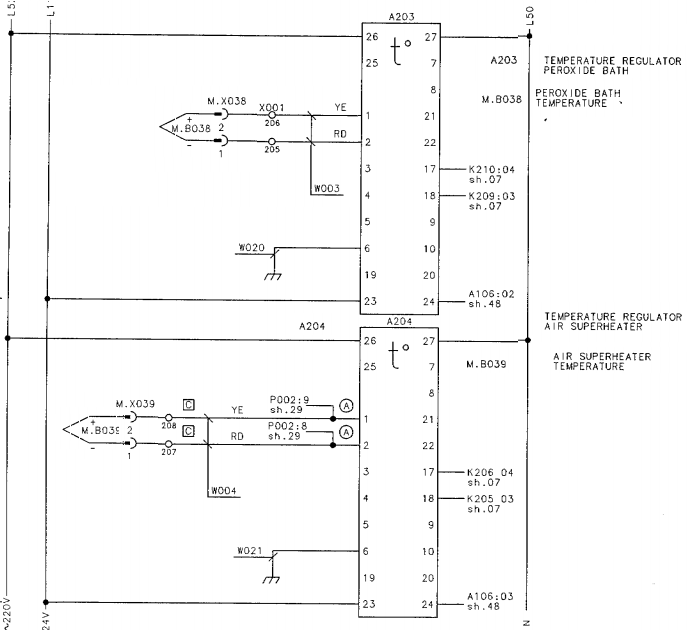 L11
L50
A203
26
27
25
7
8
A203
TEMPERATURE REGULATOR
PEROXIDE BATH
M.B038
PEROXIDE BATH
TEMPERATURE
M.X038
X001
YE
1
21
+
M.B038 2
206
RD
2
22
-
1
205
3
17
K210:04
sh.07
W003
4
18
K209:03
sh.07
5
9
W020
6
10
19
20
23
24
A106:02
sh.48
TEMPERATURE REGULATOR
AIR SUPERHEATER
A204
A204
26
27
25
7
M.B039
AIR SUPERHEATER
TEMPERATURE
8
M.X039
C
YE
P002:9
sh.29
A
1
21
+
208
M.B039 2
C
RD
P002:8
sh.29
A
2
22
-
1
207
3
17
K206 04
sh.07
W004
4
18
K205 03
sh.07
5
9
W021
6
10
19
20
23
24
A106:03
sh.48
~220V
24V
N
t°
t°